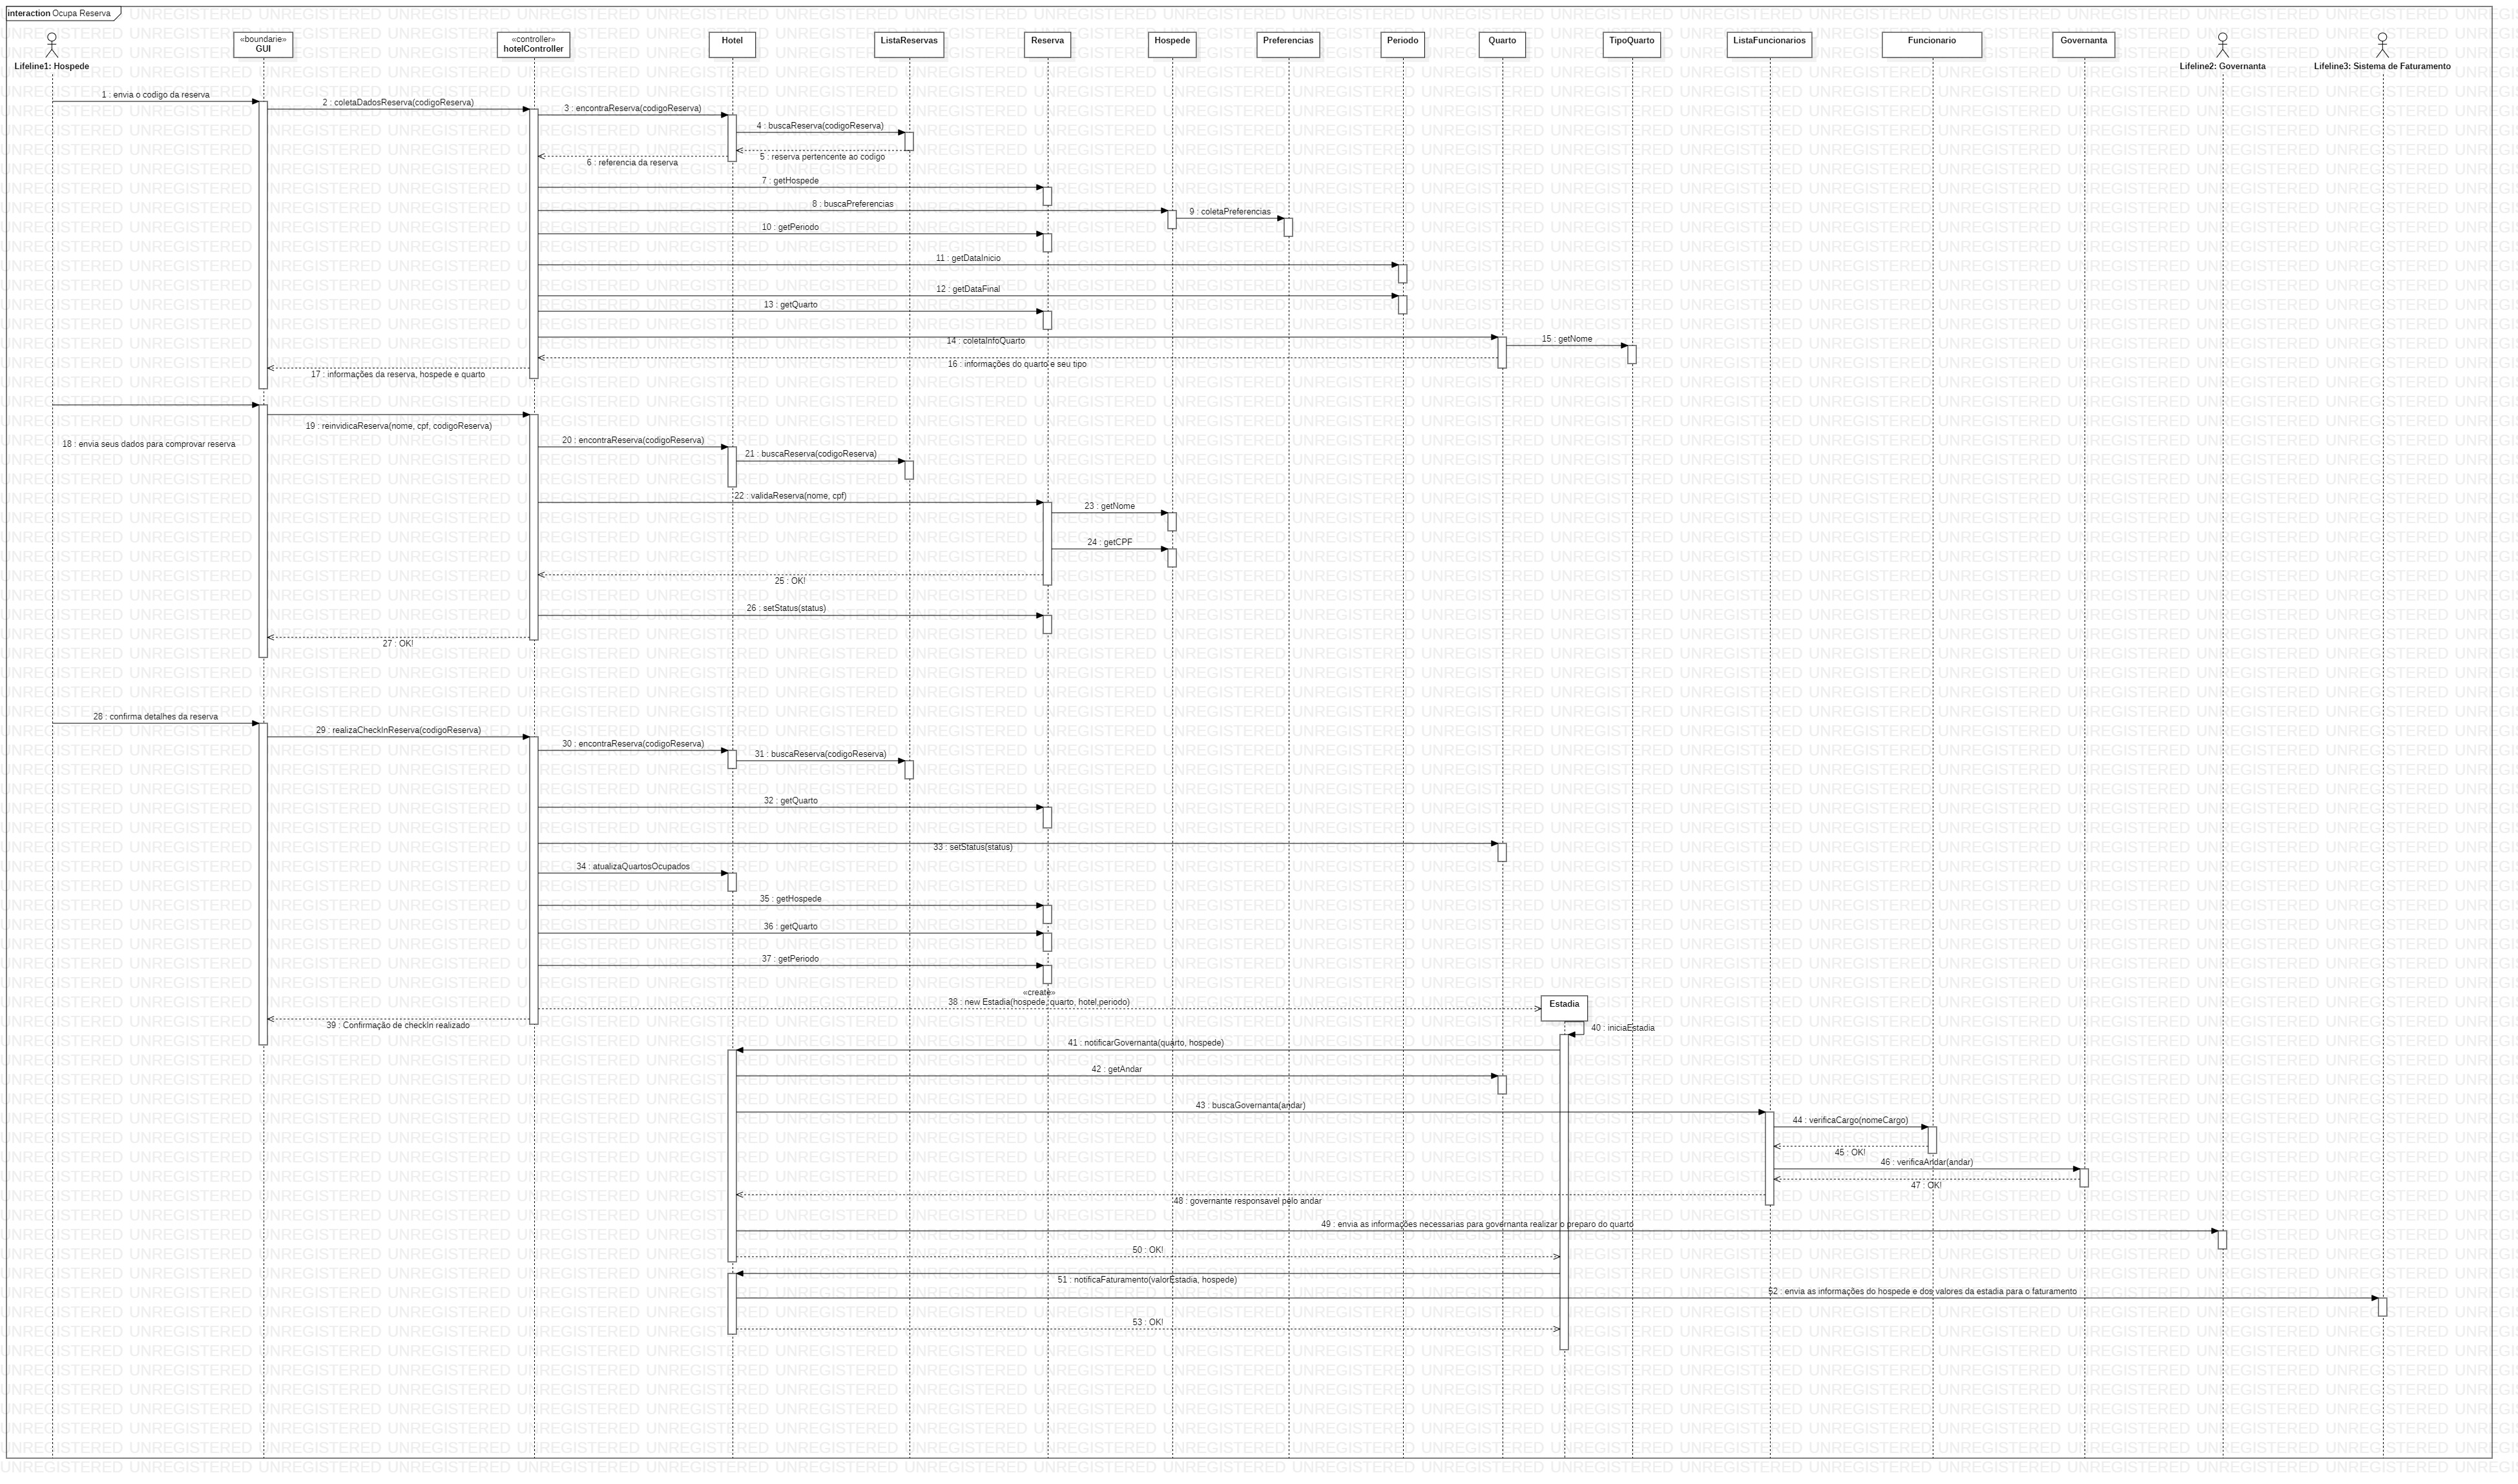 interaction Ocupa Reserva
Lifeline1: Hospede
«boundarie»
GUI
«controller»
hotelController
Hotel
ListaReservas
Reserva
Hospede
Preferencias
Periodo
Quarto
TipoQuarto
ListaFuncionarios
Funcionario
Governanta
Lifeline2: Governanta
Lifeline3: Sistema de Faturamento
1 : envia o codigo da reserva
2 : coletaDadosReserva(codigoReserva)
3 : encontraReserva(codigoReserva)
4 : buscaReserva(codigoReserva)
5 : reserva pertencente ao codigo
6 : referencia da reserva
7 : getHospede
8 : buscaPreferencias
9 : coletaPreferencias
10 : getPeriodo
11 : getDataInicio
12 : getDataFinal
13 : getQuarto
14 : coletaInfoQuarto
15 : getNome
16 : informações do quarto e seu tipo
17 : informações da reserva, hospede e quarto
18 : envia seus dados para comprovar reserva
19 : reinvidicaReserva(nome, cpf, codigoReserva)
20 : encontraReserva(codigoReserva)
21 : buscaReserva(codigoReserva)
22 : validaReserva(nome, cpf)
23 : getNome
24 : getCPF
25 : OK!
26 : setStatus(status)
27 : OK!
28 : confirma detalhes da reserva
29 : realizaCheckInReserva(codigoReserva)
30 : encontraReserva(codigoReserva)
31 : buscaReserva(codigoReserva)
32 : getQuarto
33 : setStatus(status)
34 : atualizaQuartosOcupados
35 : getHospede
36 : getQuarto
37 : getPeriodo
«create»
38 : new Estadia(hospede, quarto, hotel,periodo)
Estadia
39 : Confirmação de checkIn realizado
40 : iniciaEstadia
41 : notificarGovernanta(quarto, hospede)
42 : getAndar
43 : buscaGovernanta(andar)
44 : verificaCargo(nomeCargo)
45 : OK!
46 : verificaAndar(andar)
47 : OK!
48 : governante responsavel pelo andar
49 : envia as informações necessarias para governanta realizar o preparo do quarto
50 : OK!
51 : notificaFaturamento(valorEstadia, hospede)
52 : envia as informações do hospede e dos valores da estadia para o faturamento
53 : OK!